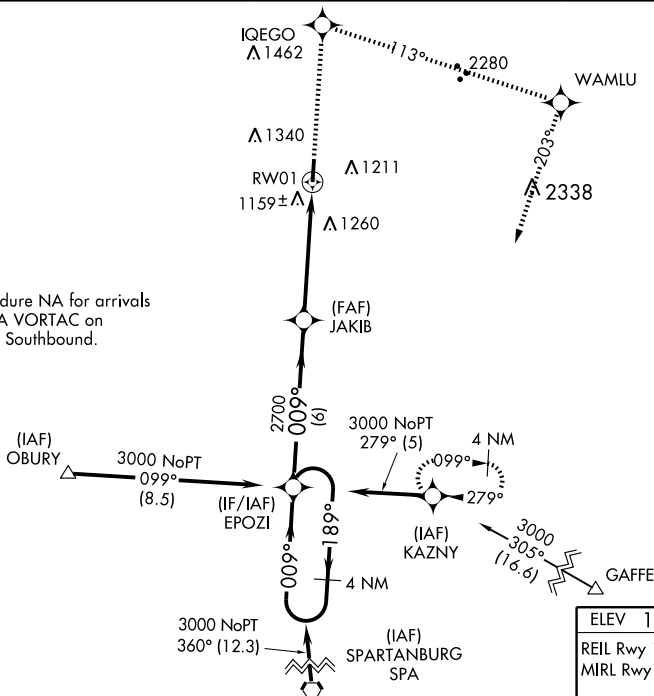 IQEGO
1462
113°
2280
WAMLU
1340
203°
RW01
1211
2338
1159±
1260
dure NA for arrivals
A VORTAC on
Southbound.
(FAF)
JAKIB
2700
009°
(6)
3000 NoPT
279° (5)
4 NM
(IAF)
OBURY
3000 NoPT
099°
(8.5)
099°
279°
(IF/IAF)
EPOZI
189°
(IAF)
KAZNY
009°
3000
305°
(16.6)
4 NM
GAFFE
3000 NoPT
360° (12.3)
(IAF)
SPARTANBURG
SPA
ELEV 1
REIL Rwy
MIRL Rwy